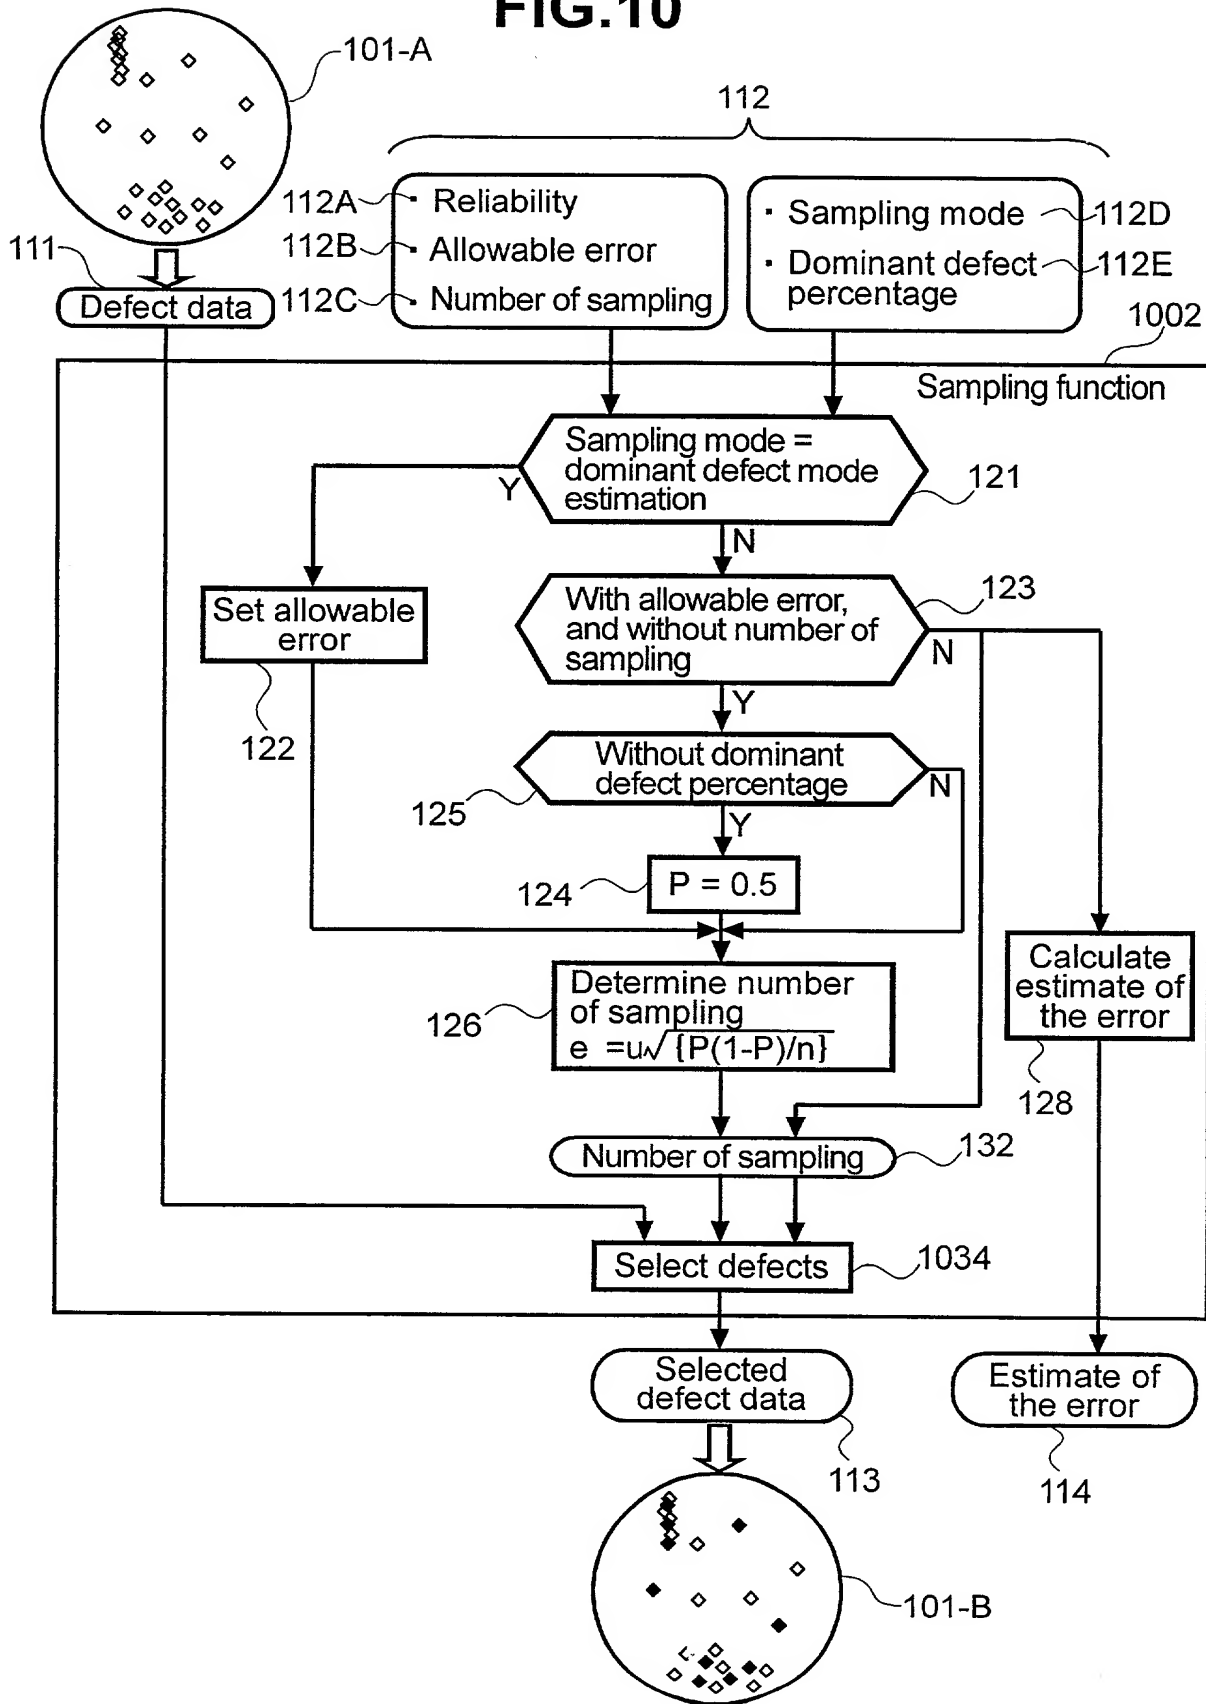 FIG.10
101-A
112
112A
· Reliability
112B
· Allowable error
112C
· Number of sampling
· Sampling mode
112D
· Dominant defect
percentage
112E
111
Defect data
1002
Sampling function
Sampling mode =
dominant defect mode
estimation
121
Y
N
Set allowable
error
122
With allowable error,
and without number of
sampling
123
N
Y
Without dominant
defect percentage
125
N
Y
P = 0.5
124
Determine number
of sampling
e =u√{P(1-P)/n}
126
Calculate
estimate of
the error
128
Number of sampling
132
Select defects
1034
Selected
defect data
113
Estimate of
the error
114
101-B